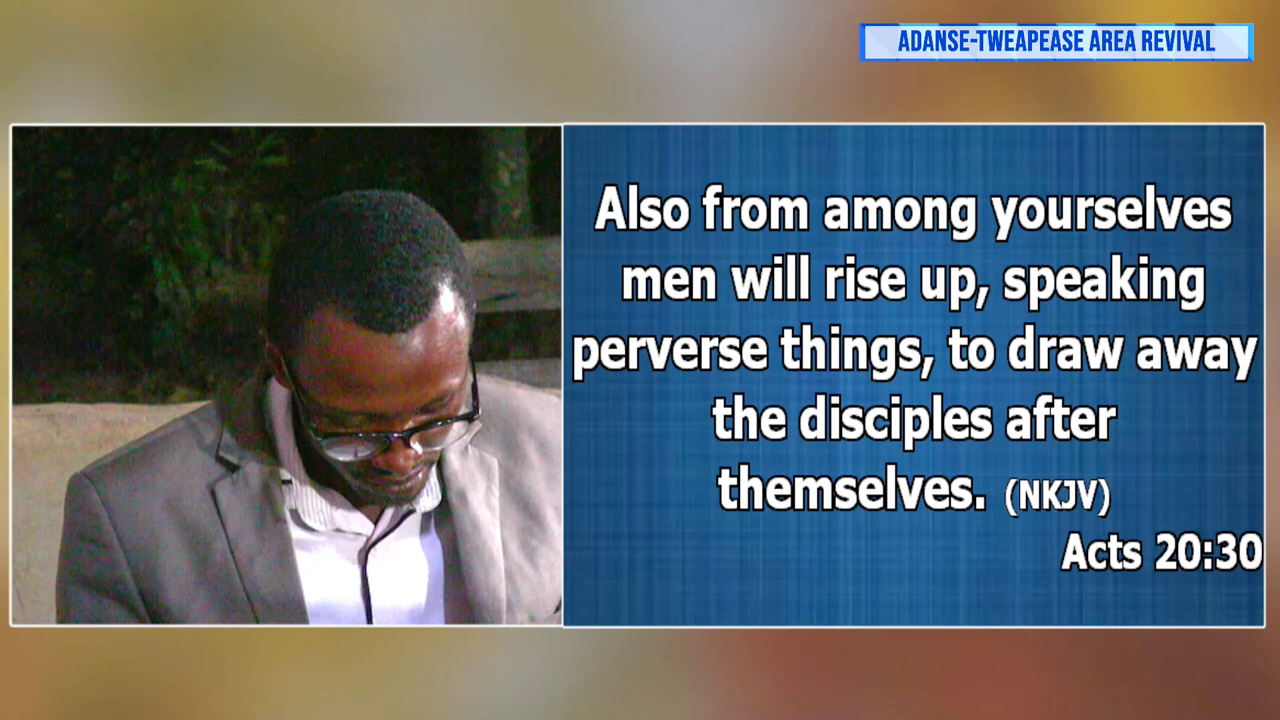 ADANSE-TWEAPEASE AREA REVIVAL
Also from among yourselves
men will rise up, speaking
perverse things, to draw away
the disciples after
themselves. (NKJV)
Acts 20:30